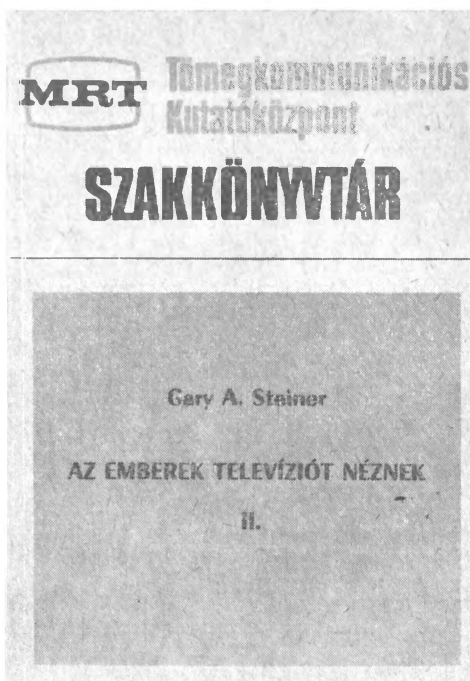 MRT
Tömegkommunikációs
Kutatóközpont
SZAKKÖNYVTÁR
Gary A. Steiner
AZ EMBEREK TELEVÍZIÓT NÉZNEK
II.